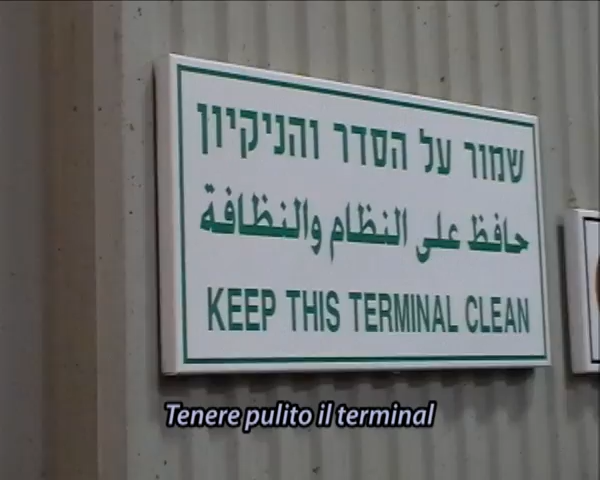 שמור על הסדר והניקיון
حافظ على النظام والنظافة
KEEP THIS TERMINAL CLEAN
Tenere pulito il terminal